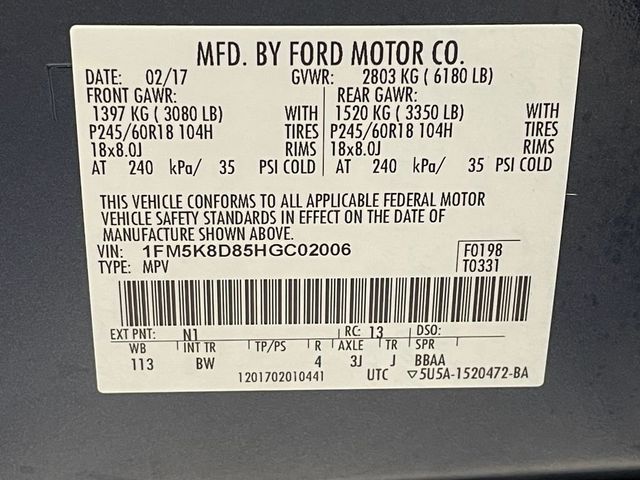 MFD. BY FORD MOTOR CO.
DATE: 02/17 GVWR: 2803 KG ( 6180 LB)
FRONT GAWR: REAR GAWR:
1397 KG ( 3080 LB) WITH 1520 KG ( 3350 LB) WITH
P245/60R18 104H TIRES P245/60R18 104H TIRES
18x8.0J RIMS 18x8.0J RIMS
AT 240 kPa/ 35 PSI COLD AT 240 kPa/ 35 PSI COLD
THIS VEHICLE CONFORMS TO ALL APPLICABLE FEDERAL MOTOR
VEHICLE SAFETY STANDARDS IN EFFECT ON THE DATE OF
MANUFACTURE SHOWN ABOVE.
VIN: 1FM5K8D85HGC02006 F0198
TYPE: MPV T0331
EXT PNT: N1 RC: 13 DSO:
WB INT TR TP/PS R AXLE TR SPR
113 BW 4 3J J BBAA
1201702010441 UTC ▽5U5A-1520472-BA